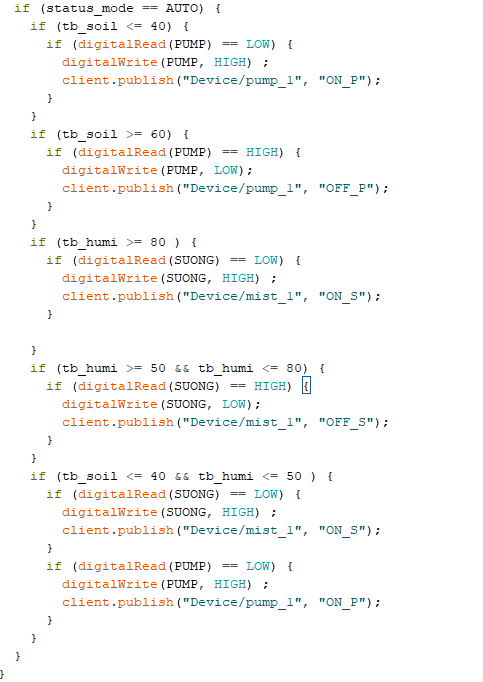 if (status_mode == AUTO) {
if (tb_soil <= 40) {
if (digitalRead(PUMP) == LOW) {
digitalWrite(PUMP, HIGH) ;
client.publish("Device/pump_1", "ON_P");
}
}
if (tb_soil >= 60) {
if (digitalRead(PUMP) == HIGH) {
digitalWrite(PUMP, LOW);
client.publish("Device/pump_1", "OFF_P");
}
}
if (tb_humi >= 80 ) {
if (digitalRead(SUONG) == LOW) {
digitalWrite(SUONG, HIGH) ;
client.publish("Device/mist_1", "ON_S");
}
}
if (tb_humi >= 50 && tb_humi <= 80) {
if (digitalRead(SUONG) == HIGH) {
digitalWrite(SUONG, LOW);
client.publish("Device/mist_1", "OFF_S");
}
}
if (tb_soil <= 40 && tb_humi <= 50 ) {
if (digitalRead(SUONG) == LOW) {
digitalWrite(SUONG, HIGH) ;
client.publish("Device/mist_1", "ON_S");
}
if (digitalRead(PUMP) == LOW) {
digitalWrite(PUMP, HIGH) ;
client.publish("Device/pump_1", "ON_P");
}
}
}
}